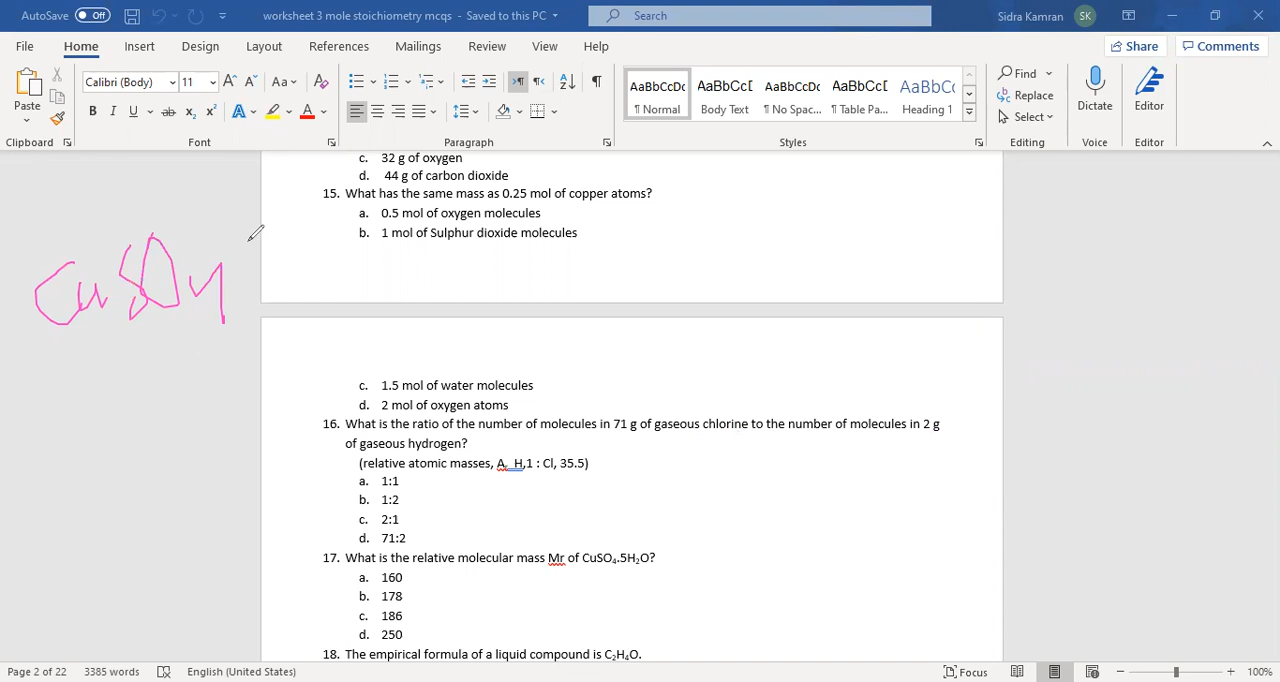 AutoSave Off worksheet 3 mole stoichiometry mcqs - Saved to this PC Search Sidra Kamran SK
File Home Insert Design Layout References Mailings Review View Help Share Comments
Paste Calibri (Body) 11 A A Aa A AaBbCcDc AaBbCcD AaBbCcDc AaBbCcD AaBbCc Find Replace Select Dictate Editor
B I U ab x₂ x² A A ¶ Normal Body Text ¶ No Spac... ¶ Table Pa... Heading 1
Clipboard Font Paragraph Styles Editing Voice Editor
c. 32 g of oxygen
d. 44 g of carbon dioxide
15. What has the same mass as 0.25 mol of copper atoms?
a. 0.5 mol of oxygen molecules
b. 1 mol of Sulphur dioxide molecules
CuSO4
c. 1.5 mol of water molecules
d. 2 mol of oxygen atoms
16. What is the ratio of the number of molecules in 71 g of gaseous chlorine to the number of molecules in 2 g
of gaseous hydrogen?
(relative atomic masses, A, H,1 : Cl, 35.5)
a. 1:1
b. 1:2
c. 2:1
d. 71:2
17. What is the relative molecular mass Mr of CuSO₄.5H₂O?
a. 160
b. 178
c. 186
d. 250
18. The empirical formula of a liquid compound is C₂H₄O.
Page 2 of 22 3385 words English (United States) Focus 100%